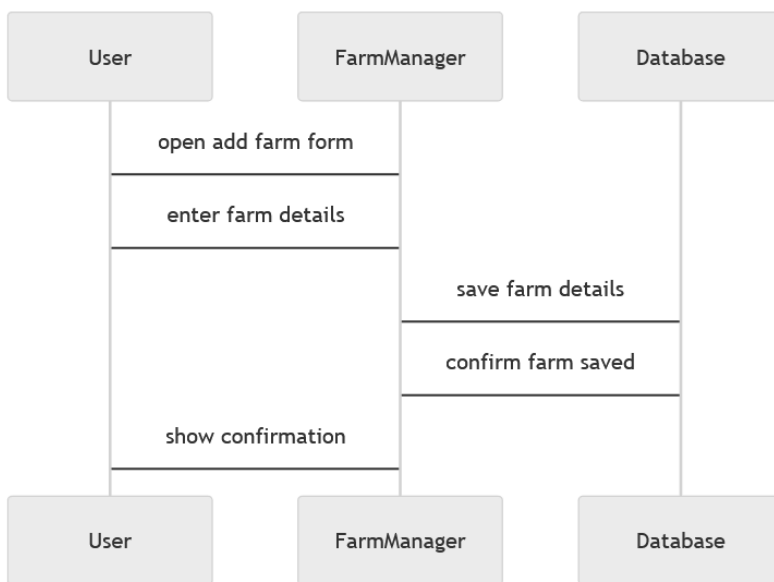 User
FarmManager
Database
open add farm form
enter farm details
save farm details
confirm farm saved
show confirmation
User
FarmManager
Database